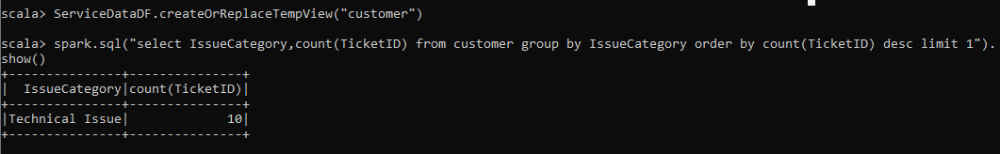 scala> ServiceDataDF.createOrReplaceTempView("customer")
scala> spark.sql("select IssueCategory,count(TicketID) from customer group by IssueCategory order by count(TicketID) desc limit 1").
show()
+---------------+---------------+
|  IssueCategory|count(TicketID)|
+---------------+---------------+
|Technical Issue|             10|
+---------------+---------------+